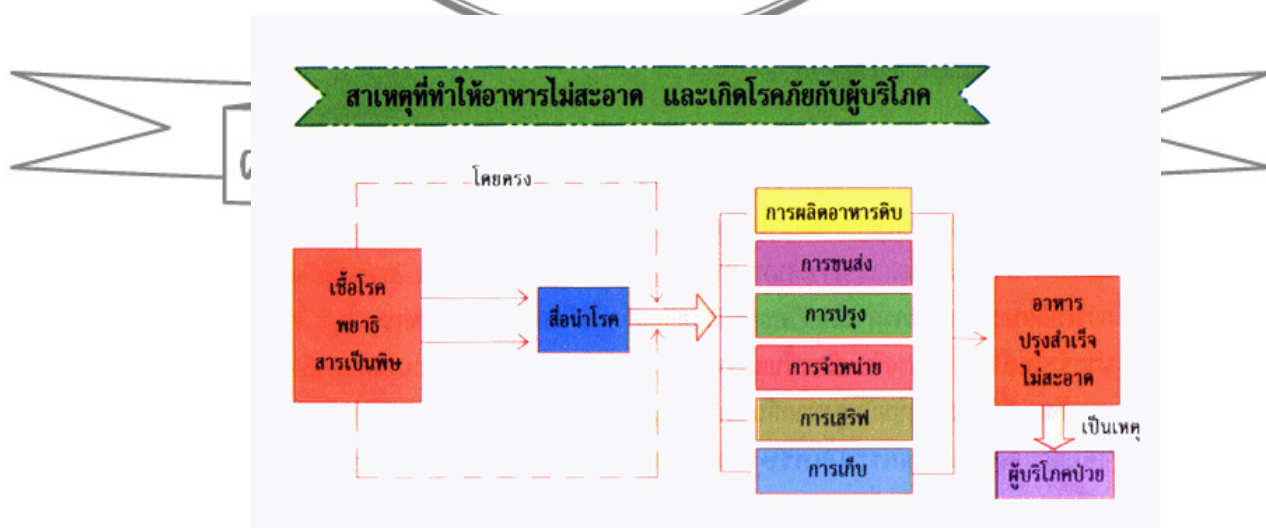 สาเหตุที่ทำให้อาหารไม่สะอาด และเกิดโรคภัยกับผู้บริโภค
โดยตรง
เชื้อโรค
พยาธิ
สารเป็นพิษ
สื่อนำโรค
การผลิตอาหารดิบ
การขนส่ง
การปรุง
การจำหน่าย
การเสริฟ
การเก็บ
อาหาร
ปรุงสำเร็จ
ไม่สะอาด
เป็นเหตุ
ผู้บริโภคป่วย